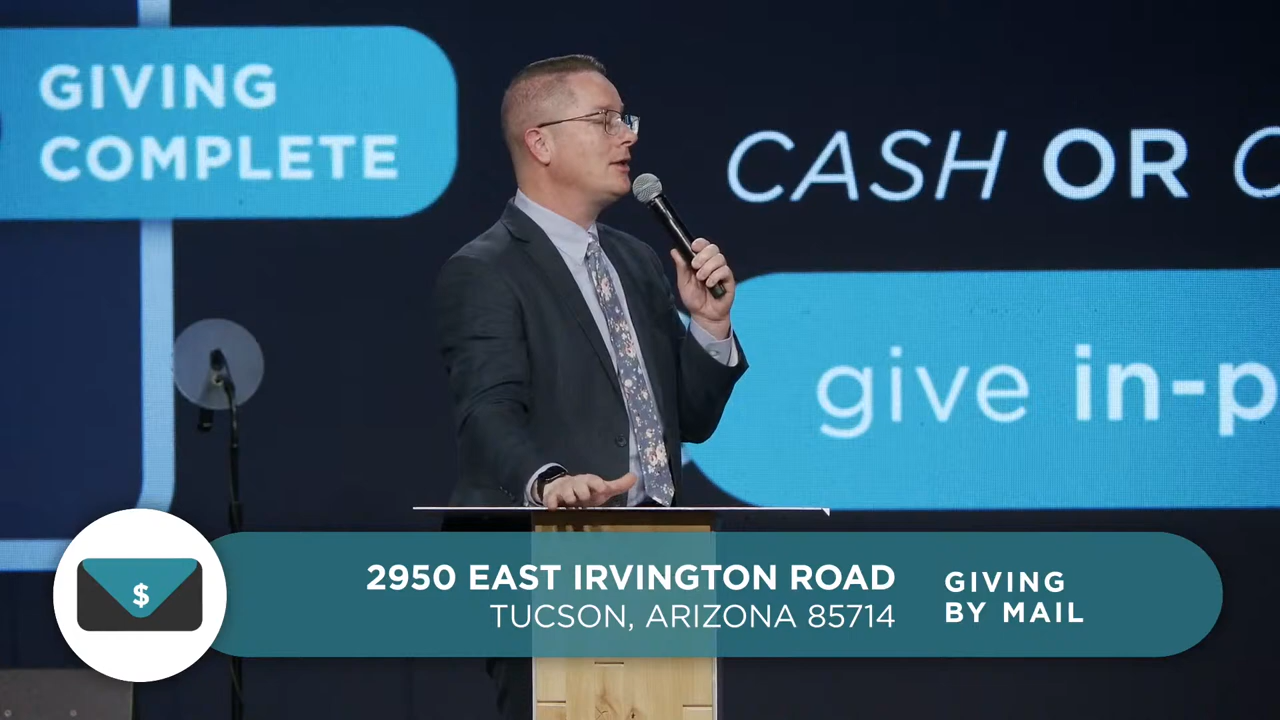 GIVING
COMPLETE
CASH OR
give in-p
$
2950 EAST IRVINGTON ROAD
TUCSON, ARIZONA 85714
GIVING
BY MAIL